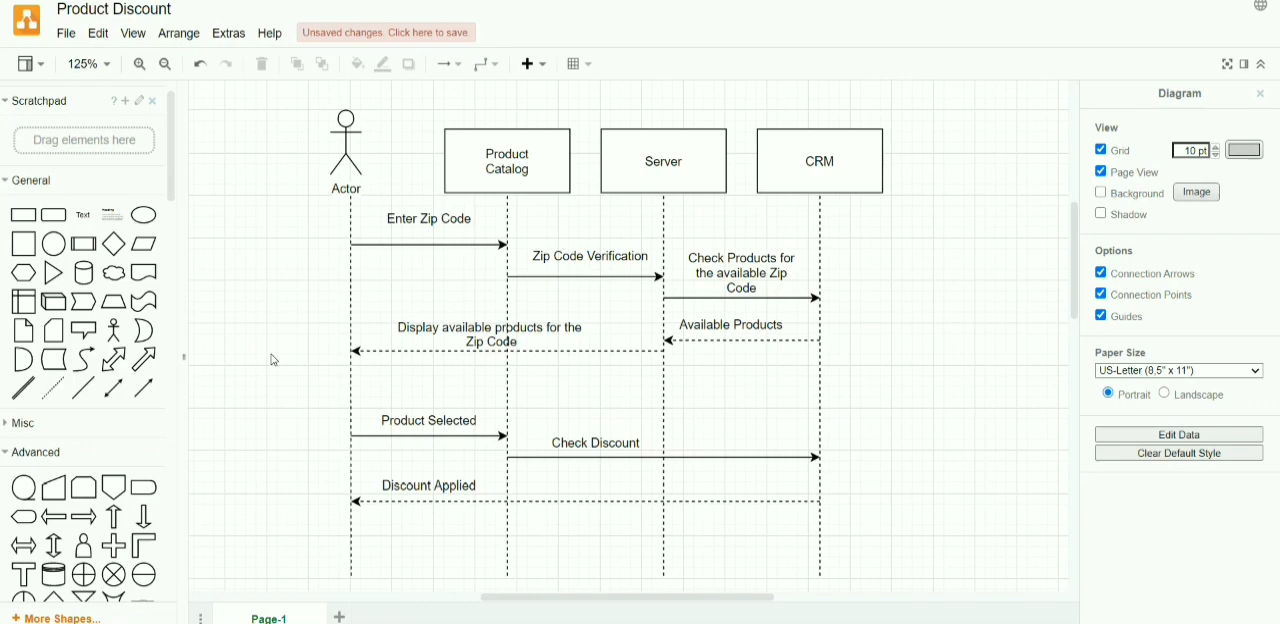 Product Discount
File Edit View Arrange Extras Help Unsaved changes. Click here to save.
125%
Scratchpad
? + ×
Drag elements here
General
Text
Heading
Misc
Advanced
+ More Shapes...
Actor
Product
Catalog
Server
CRM
Enter Zip Code
Zip Code Verification
Check Products for
the available Zip
Code
Available Products
Display available products for the
Zip Code
Product Selected
Check Discount
Discount Applied
Page-1
Diagram
View
Grid 10 pt
Page View
Background Image
Shadow
Options
Connection Arrows
Connection Points
Guides
Paper Size
US-Letter (8,5" x 11")
Portrait Landscape
Edit Data
Clear Default Style